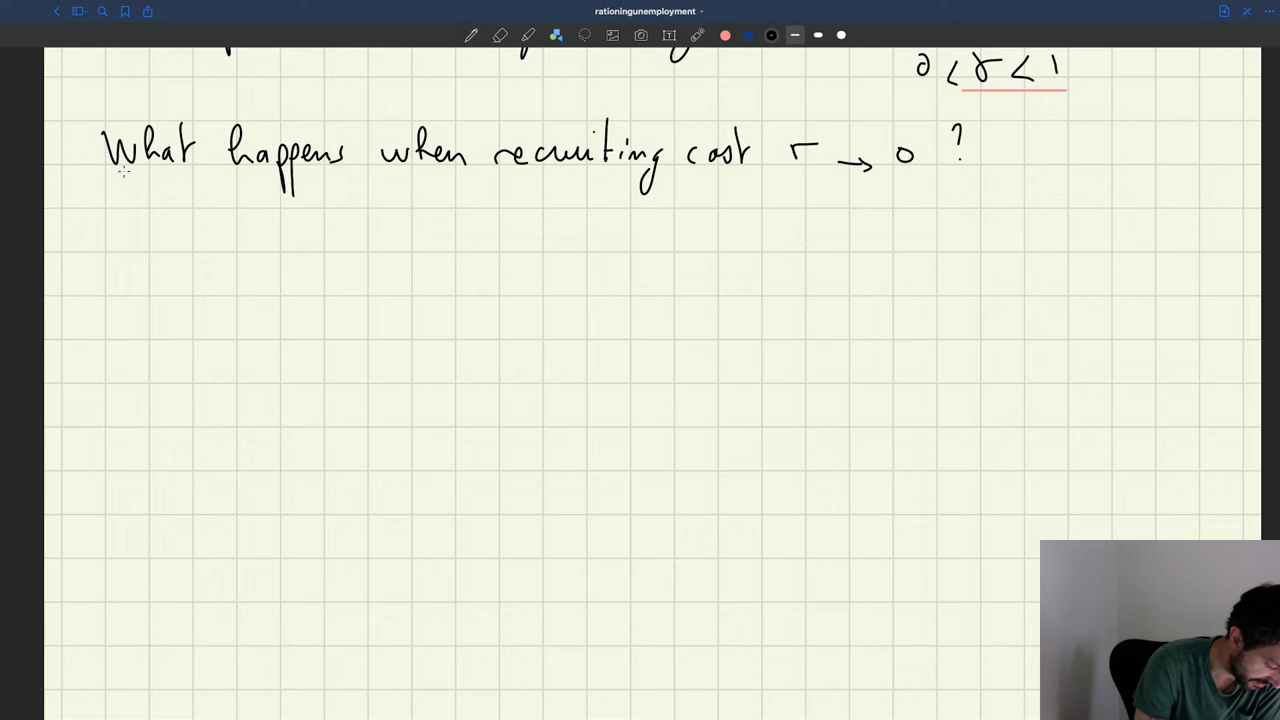 rationingunemployment
0 < γ < 1
What happens when recruiting cost r → 0 ?